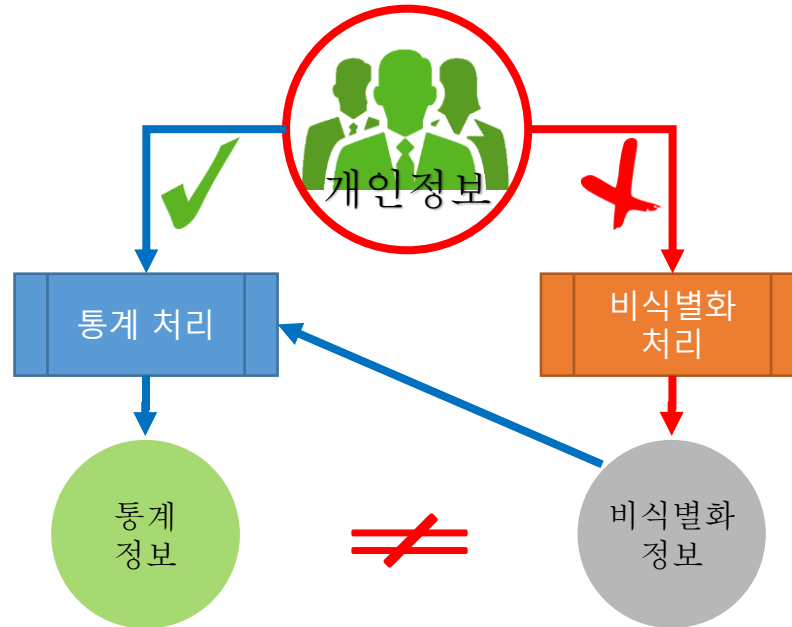 개인정보
통계 처리
비식별화
처리
통계
정보
비식별화
정보